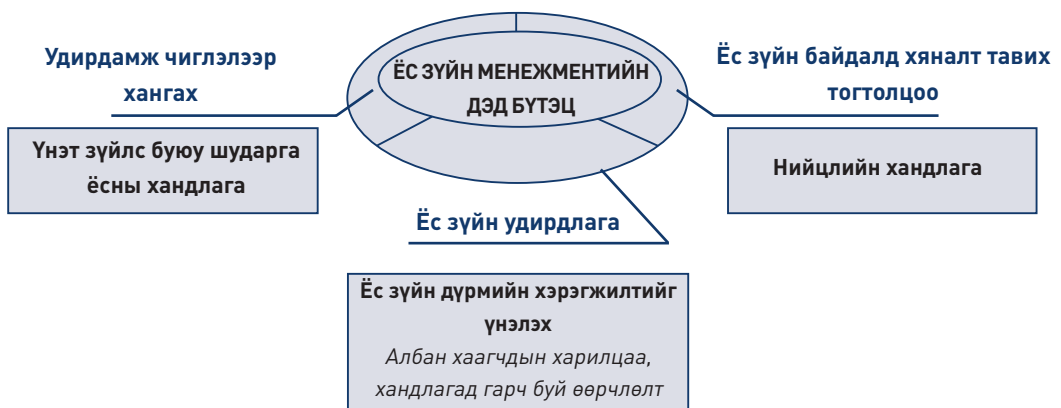 Удирдамж чиглэлээр
хангах
Үнэт зүйлс буюу шударга
ёсны хандлага
ЁС ЗҮЙН МЕНЕЖМЕНТИЙН
ДЭД БҮТЭЦ
Ёс зүйн байдалд хяналт тавих
тогтолцоо
Нийцлийн хандлага
Ёс зүйн удирдлага
Ёс зүйн дүрмийн хэрэгжилтийг
үнэлэх
Албан хаагчдын харилцаа,
хандлагад гарч буй өөрчлөлт